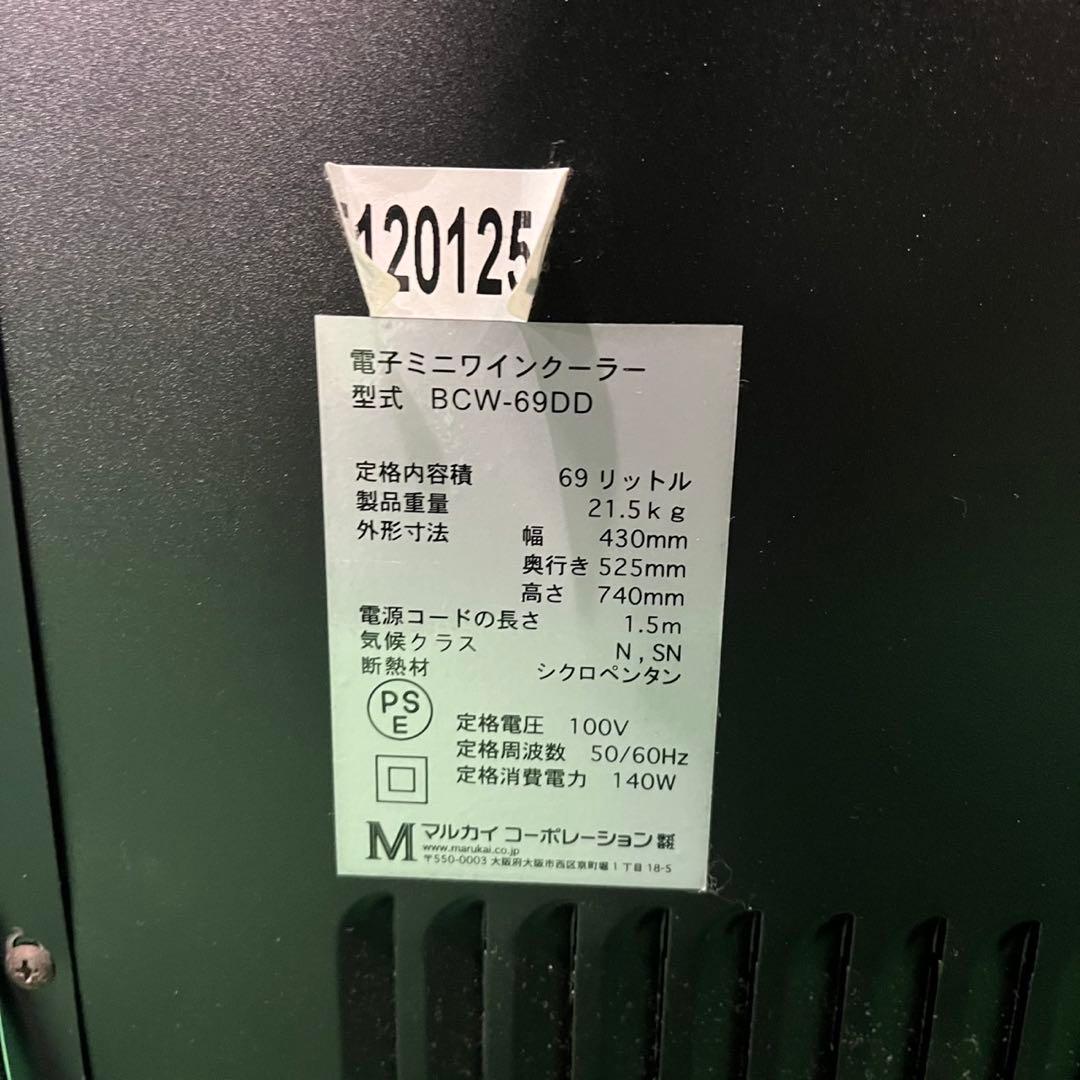 120125
電子ミニワインクーラー
型式 BCW-69DD
定格内容積 69 リットル
製品重量 21.5kg
外形寸法 幅 430mm
奥行き 525mm
高さ 740mm
電源コードの長さ 1.5m
気候クラス N , SN
断熱材 シクロペンタン
PS
E
定格電圧 100V
定格周波数 50/60Hz
定格消費電力 140W
M マルカイ コーポレーション 株式会社
www.marukai.co.jp
〒550-0003 大阪府大阪市西区京町堀1丁目18-5